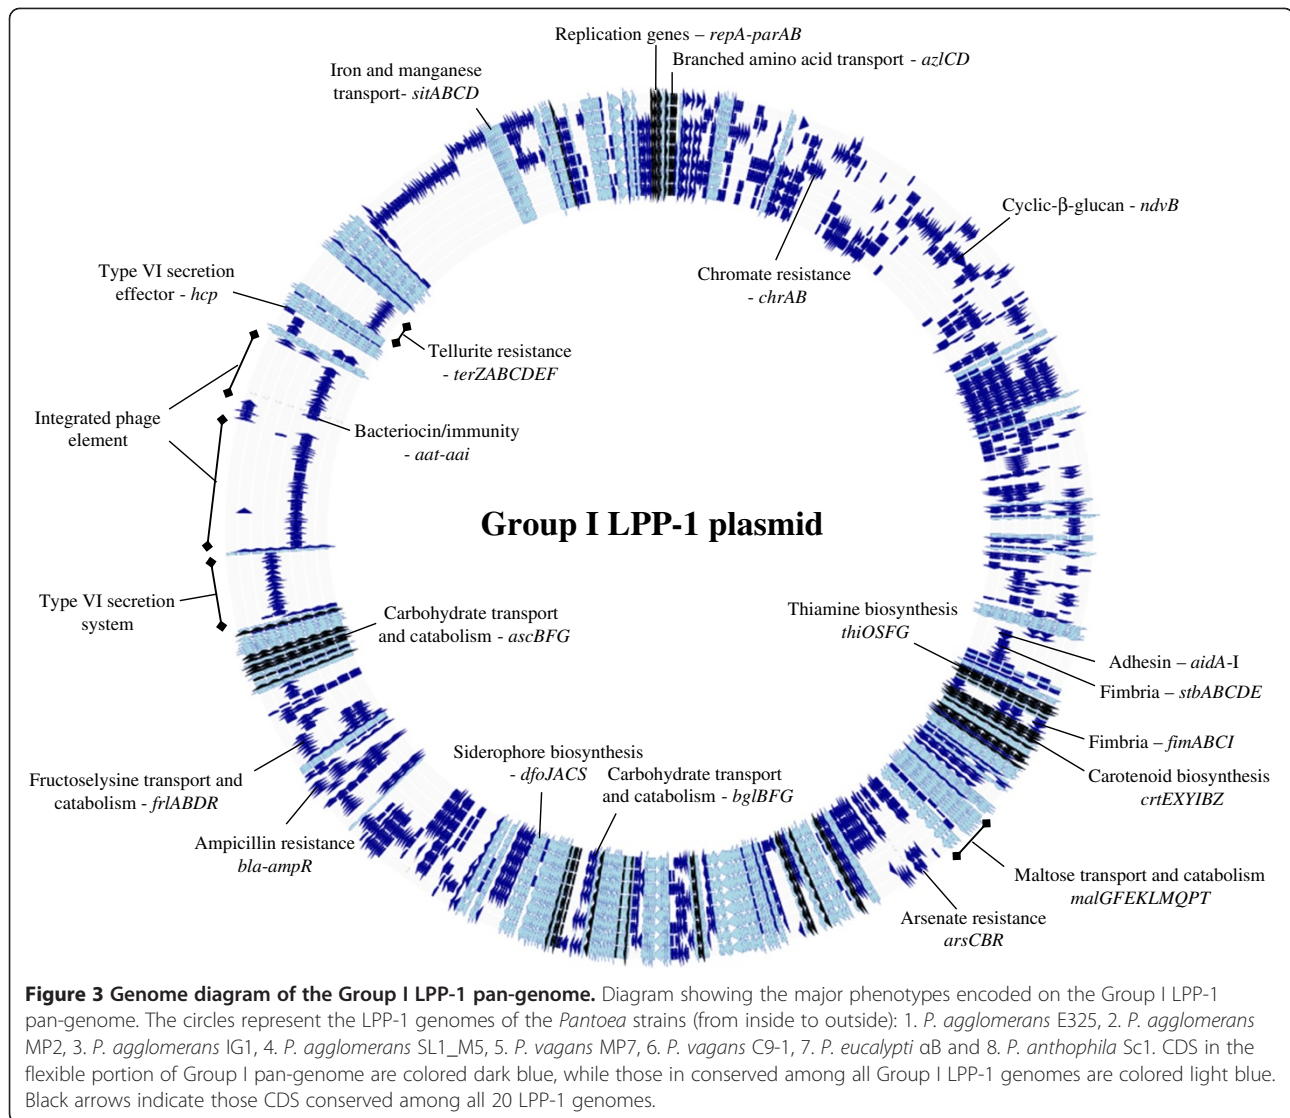 Replication genes – repA-parAB
Branched amino acid transport - azlCD
Iron and manganese
transport- sitABCD
Cyclic-β-glucan - ndvB
Type VI secretion
effector - hcp
Chromate resistance
- chrAB
Tellurite resistance
- terZABCDEF
Integrated phage
element
Bacteriocin/immunity
- aat-aai
Group I LPP-1 plasmid
Type VI secretion
system
Carbohydrate transport
and catabolism - ascBFG
Thiamine biosynthesis
thiOSFG
Adhesin – aidA-I
Fimbria – stbABCDE
Fimbria – fimABCI
Carotenoid biosynthesis
crtEXYIBZ
Siderophore biosynthesis
- dfoJACS
Carbohydrate transport
and catabolism - bglBFG
Fructoselysine transport and
catabolism - frlABDR
Ampicillin resistance
bla-ampR
Maltose transport and catabolism
malGFEKLMQPT
Arsenate resistance
arsCBR
Figure 3 Genome diagram of the Group I LPP-1 pan-genome. Diagram showing the major phenotypes encoded on the Group I LPP-1
pan-genome. The circles represent the LPP-1 genomes of the Pantoea strains (from inside to outside): 1. P. agglomerans E325, 2. P. agglomerans
MP2, 3. P. agglomerans IG1, 4. P. agglomerans SL1_M5, 5. P. vagans MP7, 6. P. vagans C9-1, 7. P. eucalypti αB and 8. P. anthophila Sc1. CDS in the
flexible portion of Group I pan-genome are colored dark blue, while those in conserved among all Group I LPP-1 genomes are colored light blue.
Black arrows indicate those CDS conserved among all 20 LPP-1 genomes.